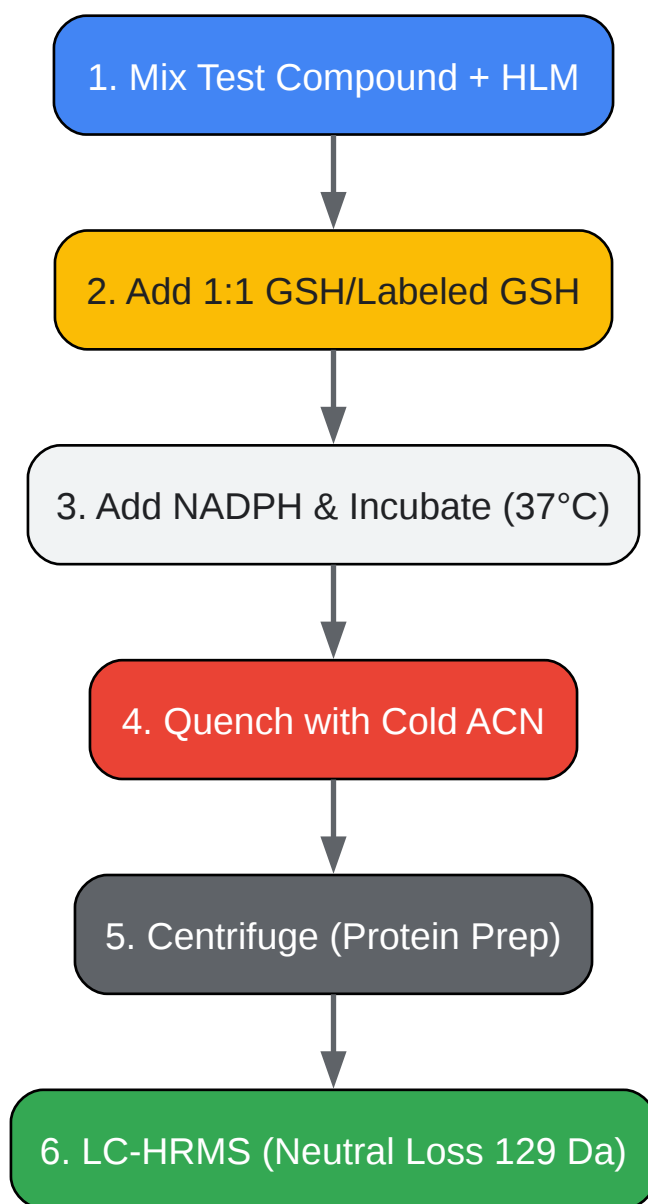 1. Mix Test Compound + HLM
2. Add 1:1 GSH/Labeled GSH
3. Add NADPH & Incubate (37°C)
4. Quench with Cold ACN
5. Centrifuge (Protein Prep)
6. LC-HRMS (Neutral Loss 129 Da)